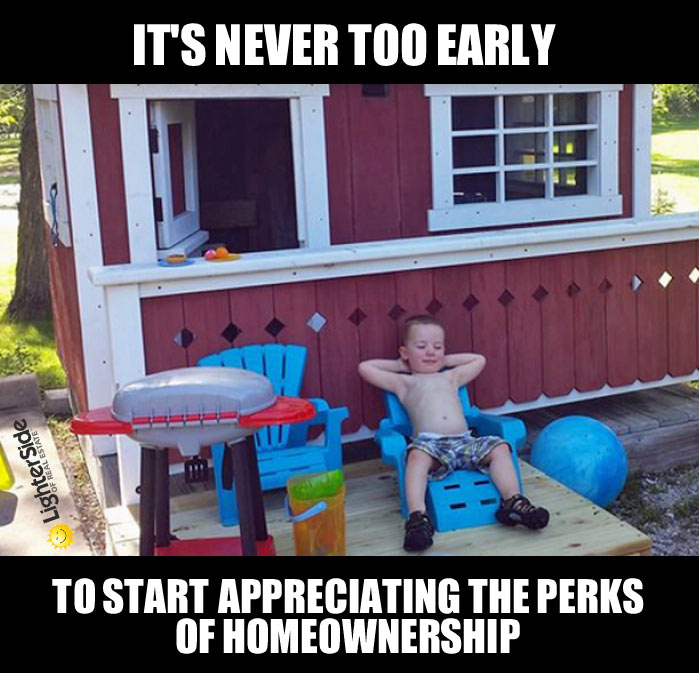 IT'S NEVER TOO EARLY
LighterSide
OF REAL ESTATE
TO START APPRECIATING THE PERKS
OF HOMEOWNERSHIP